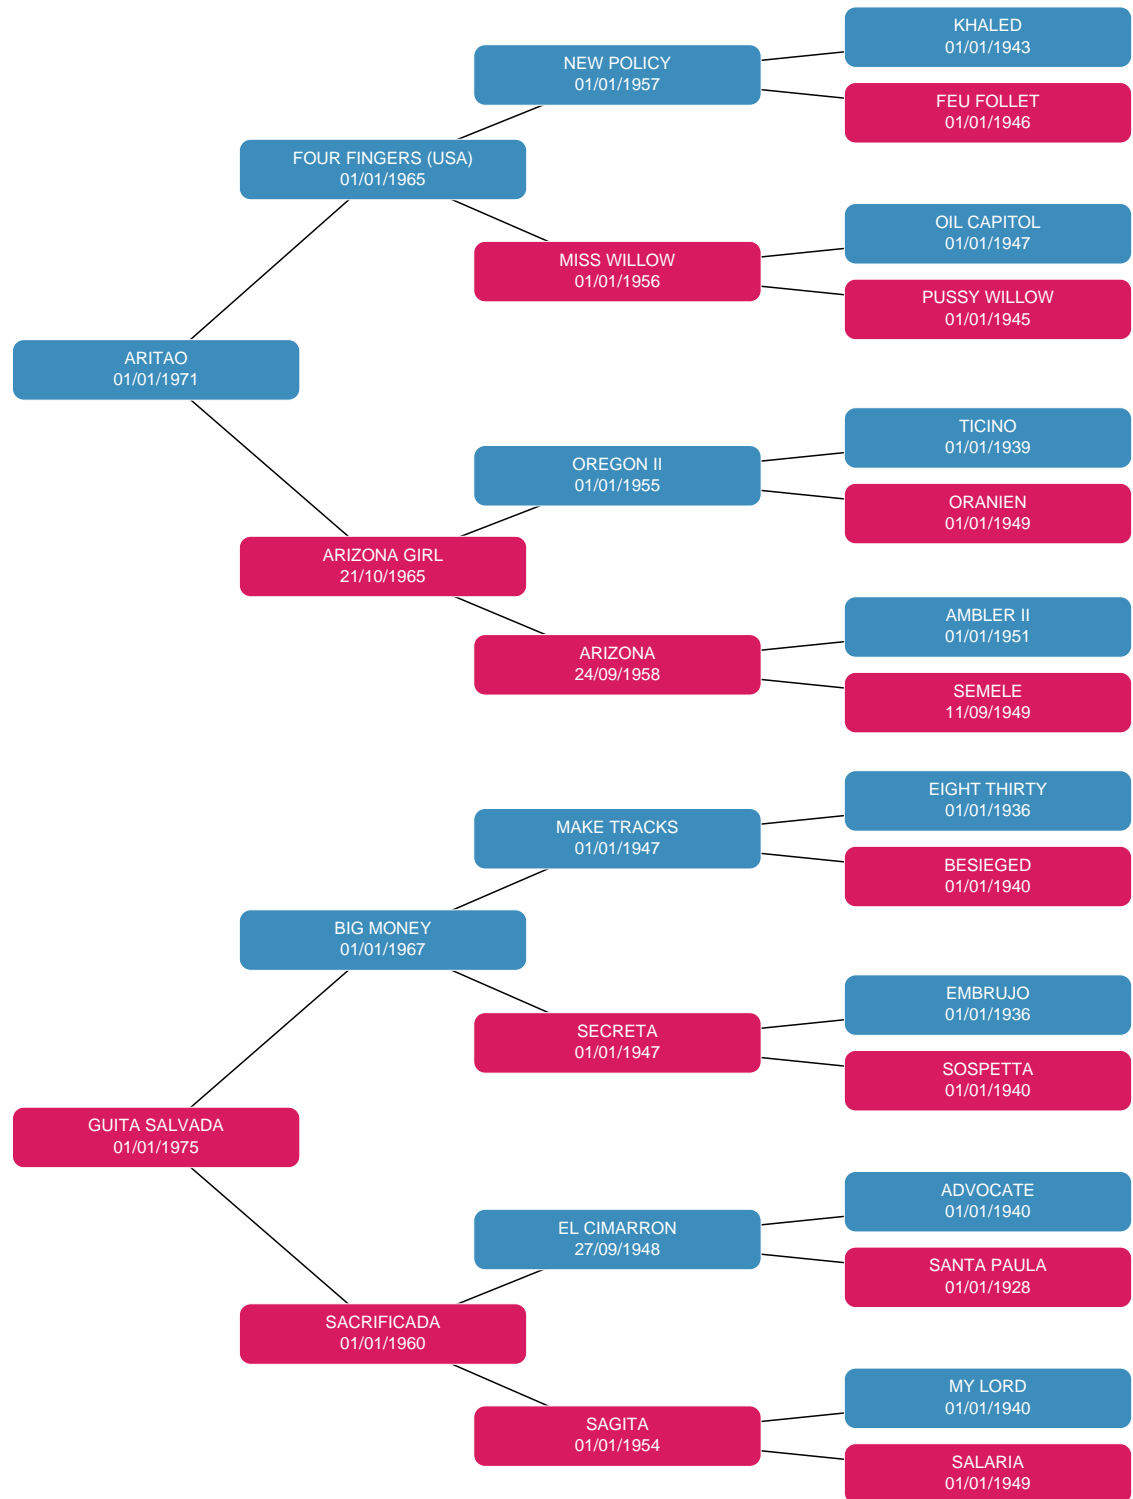 KHALED
01/01/1943
NEW POLICY
01/01/1957
FEU FOLLET
01/01/1946
FOUR FINGERS (USA)
01/01/1965
OIL CAPITOL
01/01/1947
MISS WILLOW
01/01/1956
PUSSY WILLOW
01/01/1945
ARITAO
01/01/1971
TICINO
01/01/1939
OREGON II
01/01/1955
ORANIEN
01/01/1949
ARIZONA GIRL
21/10/1965
AMBLER II
01/01/1951
ARIZONA
24/09/1958
SEMELE
11/09/1949
EIGHT THIRTY
01/01/1936
MAKE TRACKS
01/01/1947
BESIEGED
01/01/1940
BIG MONEY
01/01/1967
EMBRUJO
01/01/1936
SECRETA
01/01/1947
SOSPETTA
01/01/1940
GUITA SALVADA
01/01/1975
ADVOCATE
01/01/1940
EL CIMARRON
27/09/1948
SANTA PAULA
01/01/1928
SACRIFICADA
01/01/1960
MY LORD
01/01/1940
SAGITA
01/01/1954
SALARIA
01/01/1949